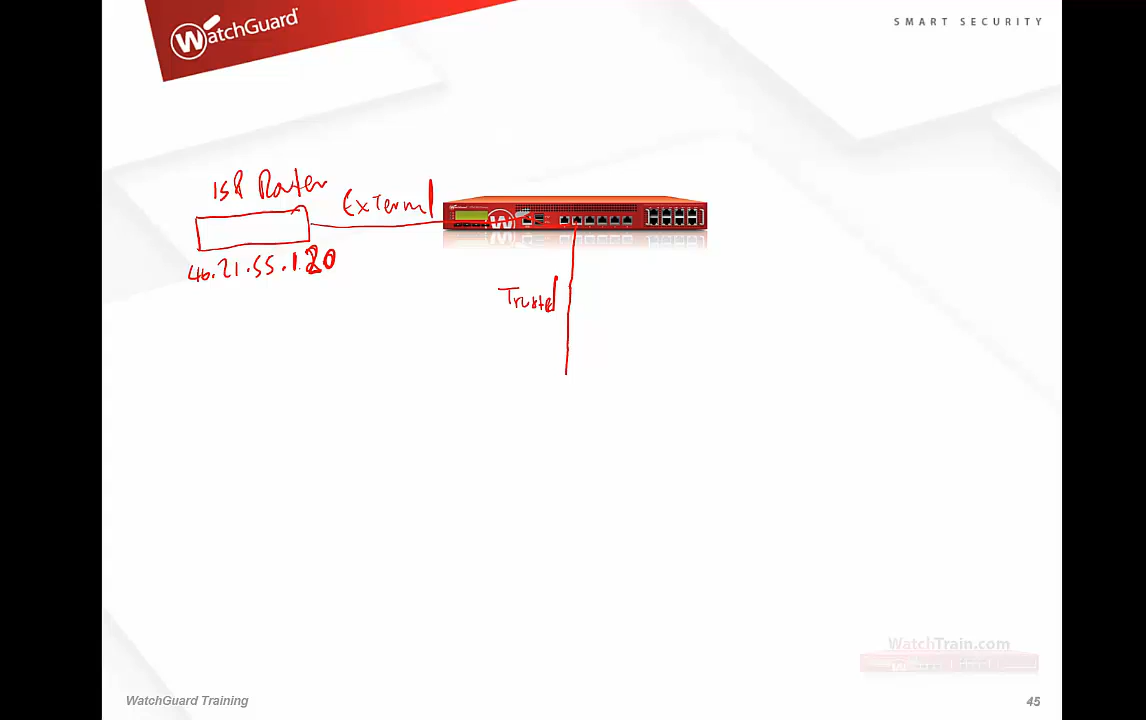 WatchGuard
SMART SECURITY
ISP Router
External
46.21.55.120
Trusted
WatchTrain.com
WatchGuard Training
45